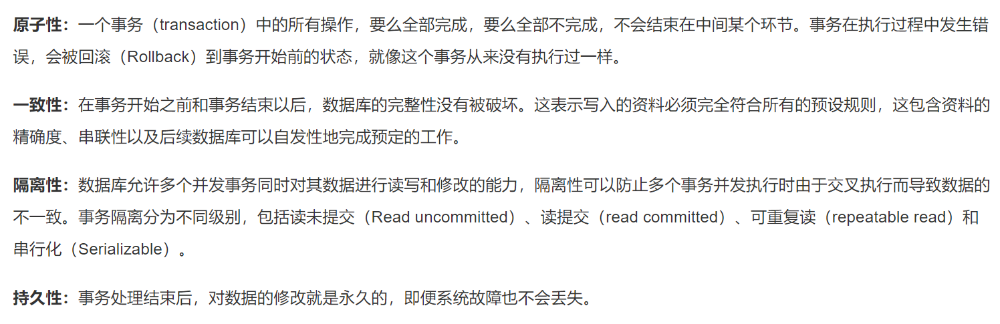 原子性：一个事务（transaction）中的所有操作，要么全部完成，要么全部不完成，不会结束在中间某个环节。事务在执行过程中发生错
误，会被回滚（Rollback）到事务开始前的状态，就像这个事务从来没有执行过一样。
一致性：在事务开始之前和事务结束以后，数据库的完整性没有被破坏。这表示写入的资料必须完全符合所有的预设规则，这包含资料的
精确度、串联性以及后续数据库可以自发性地完成预定的工作。
隔离性：数据库允许多个并发事务同时对其数据进行读写和修改的能力，隔离性可以防止多个事务并发执行时由于交叉执行而导致数据的
不一致。事务隔离分为不同级别，包括读未提交（Read uncommitted）、读提交（read committed）、可重复读（repeatable read）和
串行化（Serializable）。
持久性：事务处理结束后，对数据的修改就是永久的，即便系统故障也不会丢失。